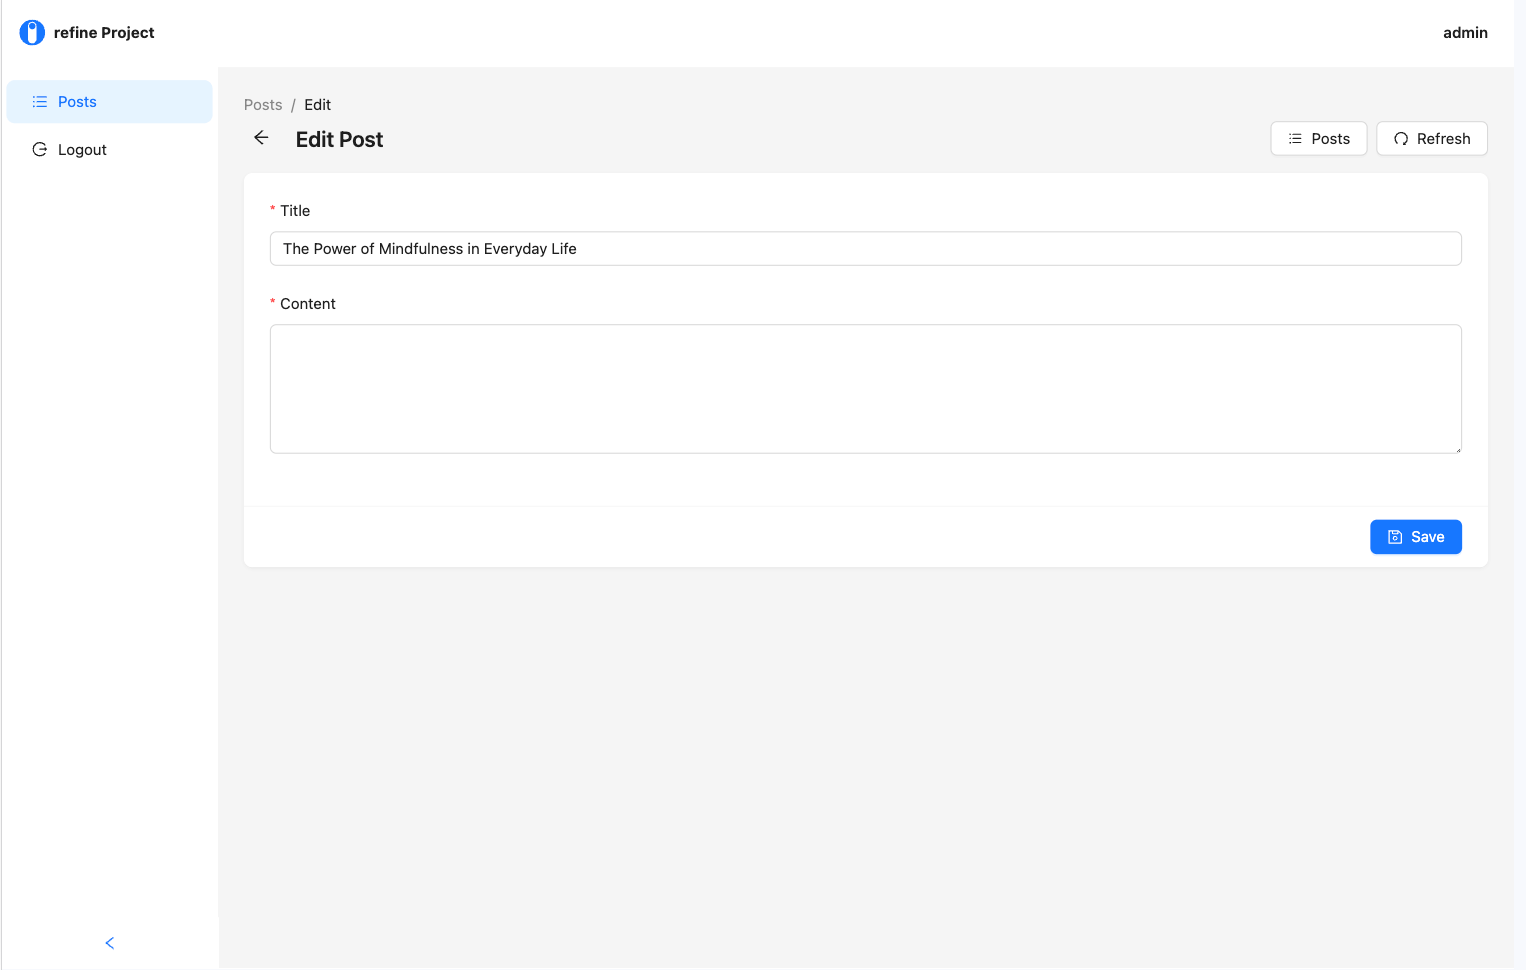 refine Project
admin
Posts
Logout
Posts / Edit
Edit Post
Posts
Refresh
* Title
The Power of Mindfulness in Everyday Life
* Content
Save